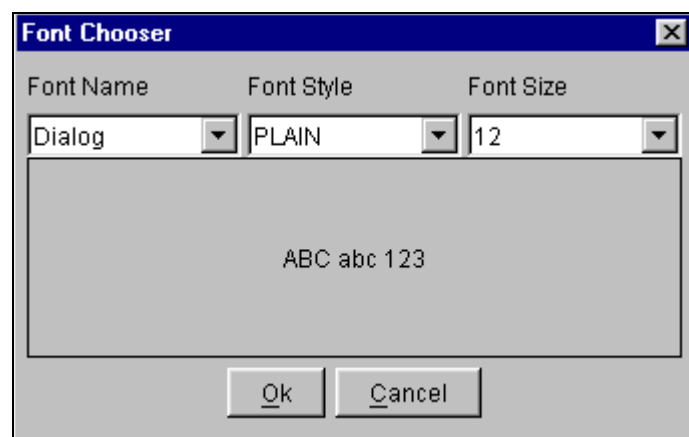 Font Chooser
Font Name Font Style Font Size
Dialog PLAIN 12
ABC abc 123
Ok Cancel